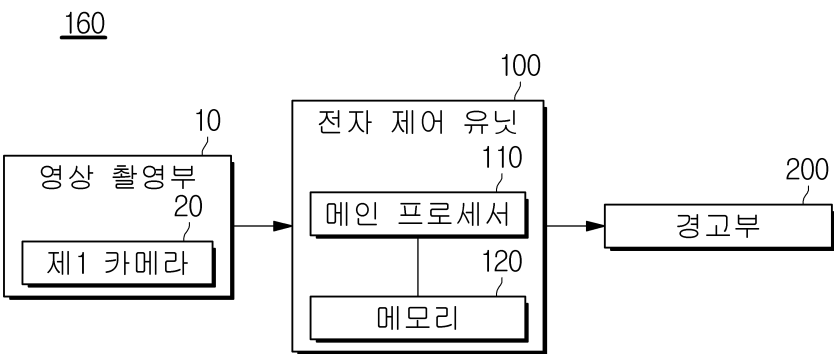 160
10
영상 촬영부
20
제1 카메라
100
전자 제어 유닛
110
메인 프로세서
120
메모리
200
경고부